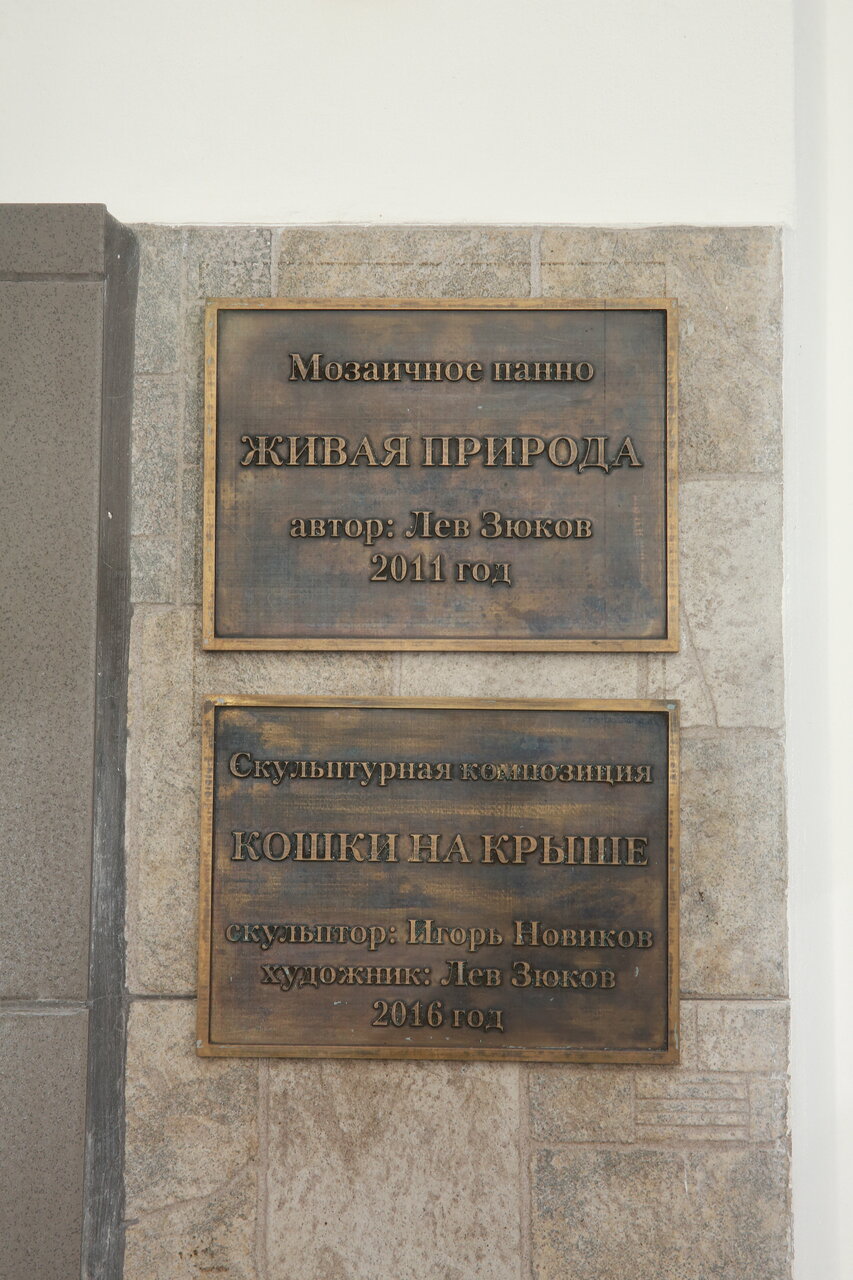 Мозаичное панно
ЖИВАЯ ПРИРОДА
автор: Лев Зюков
2011 год
Скульптурная композиция
КОШКИ НА КРЫШЕ
скульптор: Игорь Новиков
художник: Лев Зюков
2016 год